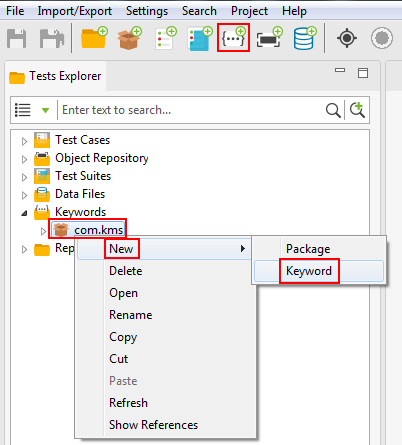 File Import/Export Settings Search Project Help
{...}
Tests Explorer
Enter text to search...
Test Cases
Object Repository
Test Suites
Data Files
Keywords
com.kms
Rep
New
Delete
Open
Rename
Copy
Cut
Paste
Refresh
Show References
Package
Keyword